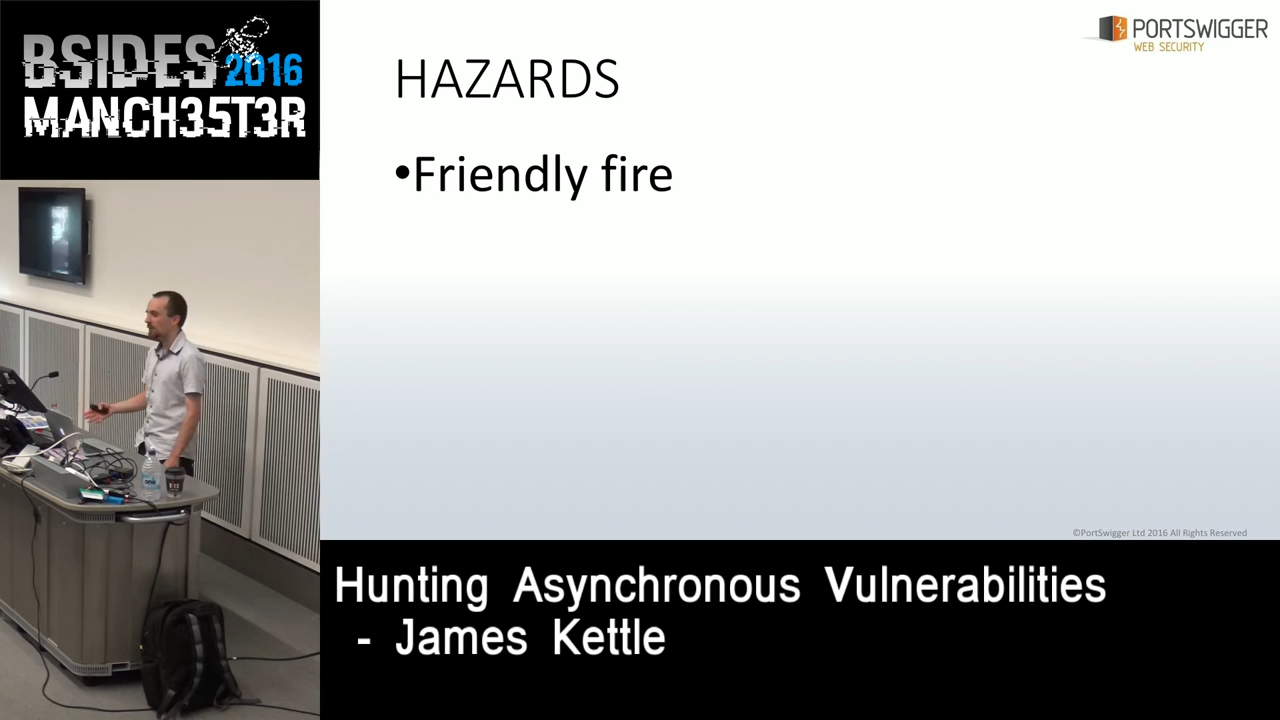 BSIDES 2016
MANCH35T3R
PORTSWIGGER
WEB SECURITY
HAZARDS
•Friendly fire
©PortSwigger Ltd 2016 All Rights Reserved
Hunting Asynchronous Vulnerabilities
- James Kettle